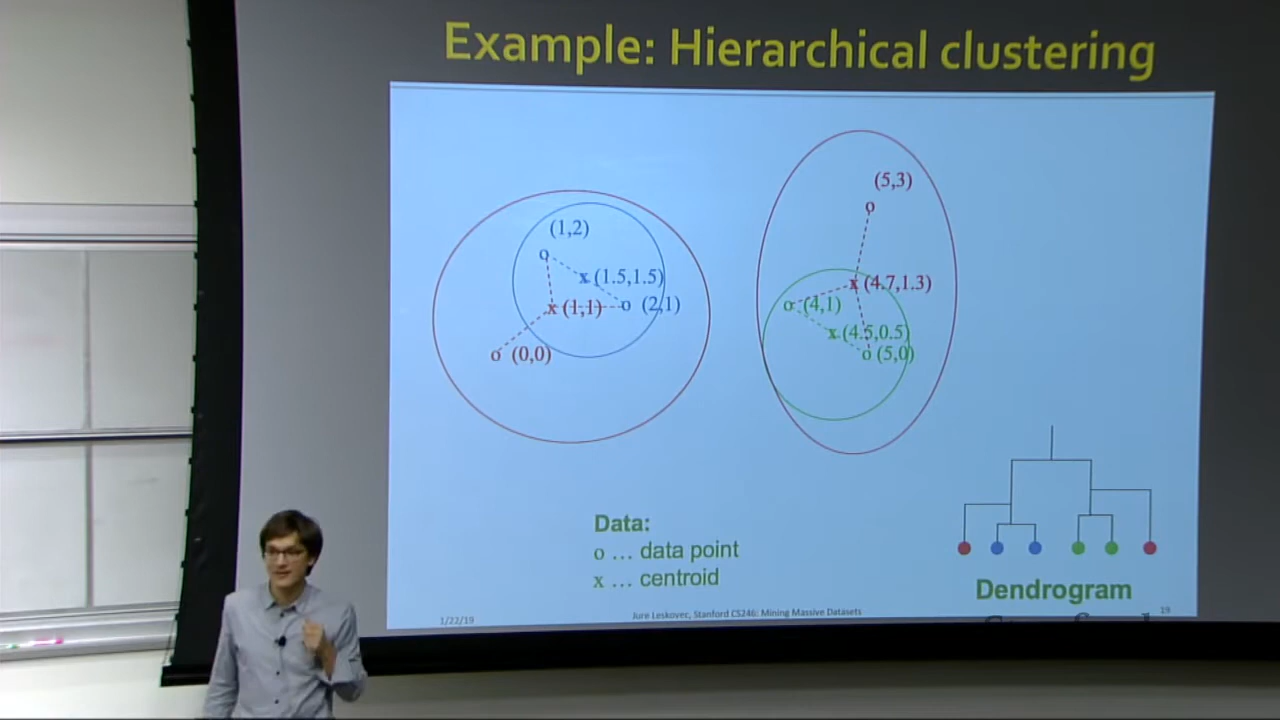 Example: Hierarchical clustering
(5,3)
o
(1,2)
o
x (1.5,1.5)
x (4.7,1.3)
x (1,1)
o (2,1)
o (4,1)
x (4.5,0.5)
o (0,0)
o (5,0)
Data:
o … data point
x … centroid
Dendrogram
1/22/19
Jure Leskovec, Stanford CS246: Mining Massive Datasets
19